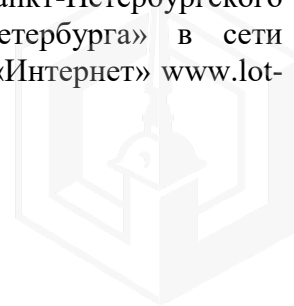 анкт-Петербургского
етербурга» в сети
«Интернет» www.lot-